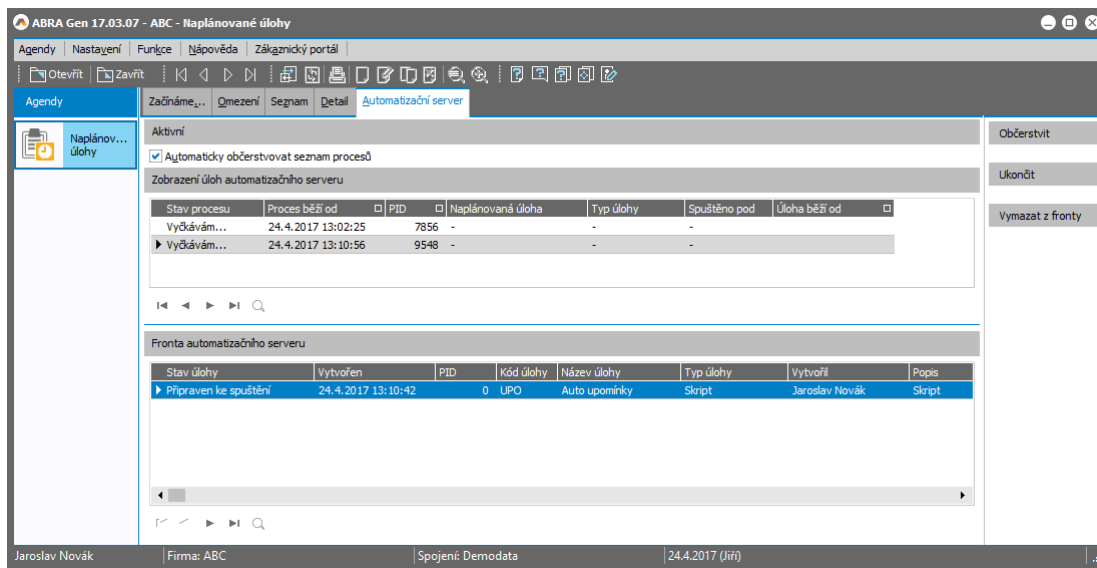 ABRA Gen 17.03.07 - ABC - Naplánované úlohy
Agendy Nastavení Funkce Nápověda Zákaznický portál
Otevřít Zavřít
Agendy
Naplánov...
úlohy
Začínáme... Omezení Seznam Detail Automatizační server
Aktivní
Automaticky občerstvovat seznam procesů
Zobrazení úloh automatizačního serveru
Stav procesu Proces běží od PID Naplánovaná úloha Typ úlohy Spuštěno pod Úloha běží od
Vyčkávám... 24.4.2017 13:02:25 7856 - - -
Vyčkávám... 24.4.2017 13:10:56 9548 - - -
Fronta automatizačního serveru
Stav úlohy Vytvořen PID Kód úlohy Název úlohy Typ úlohy Vytvořil Popis
Připraven ke spuštění 24.4.2017 13:10:42 0 UPO Auto upomínky Skript Jaroslav Novák Skript
Občerstvit
Ukončit
Vymazat z fronty
Jaroslav Novák Firma: ABC Spojení: Demodata 24.4.2017 (Jiří)